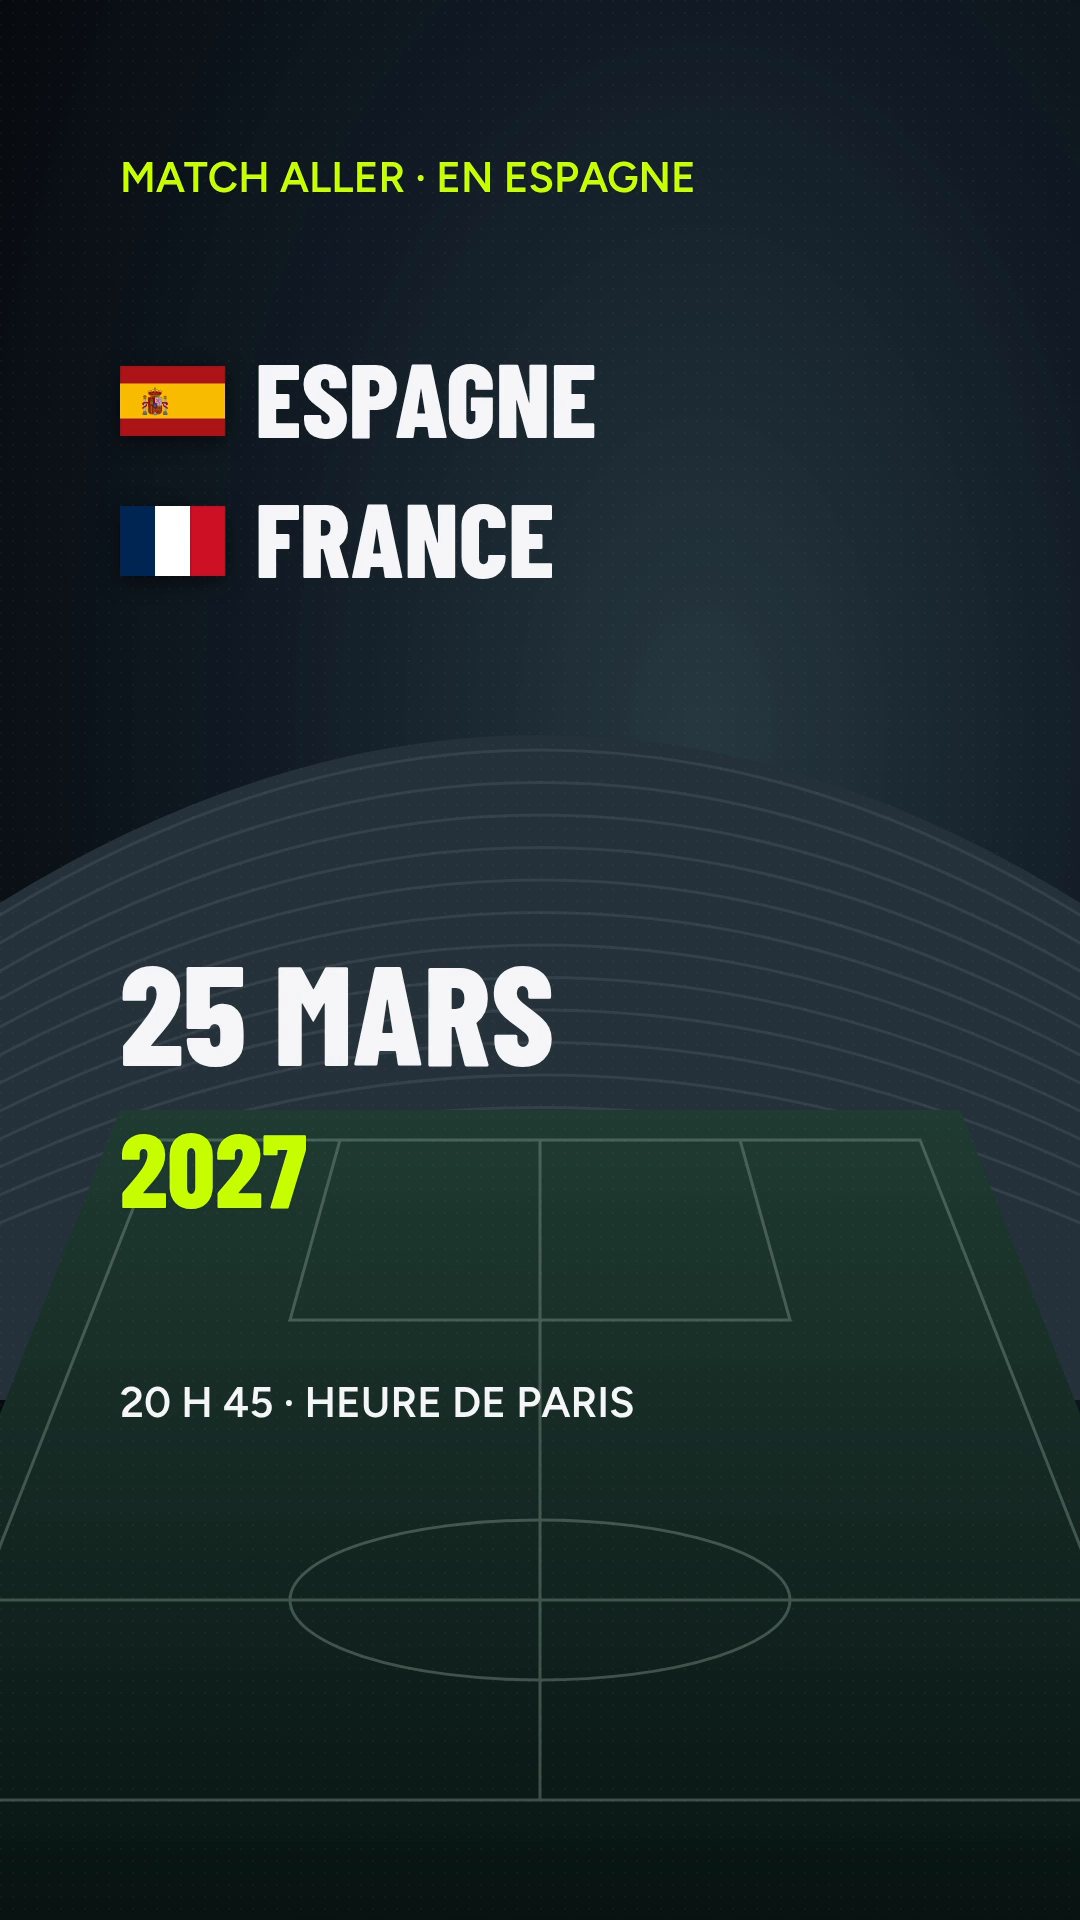 MATCH ALLER · EN ESPAGNE
ESPAGNE
FRANCE
25 MARS
2027
20 H 45 · HEURE DE PARIS